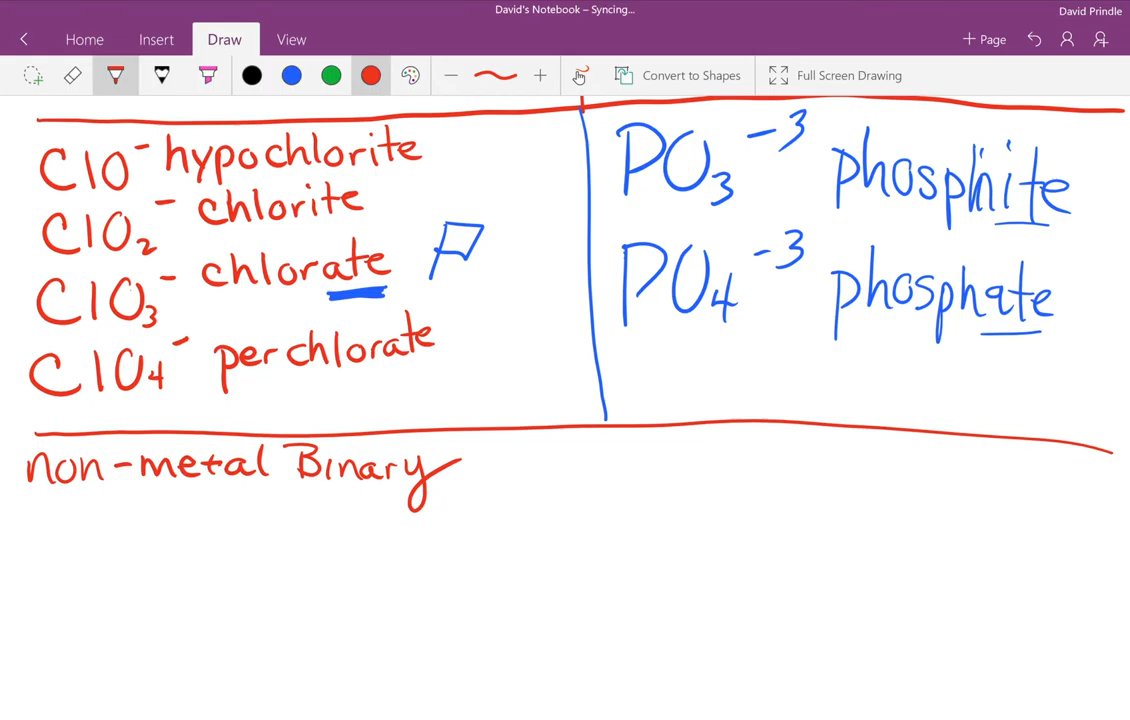 David's Notebook – Syncing...
David Prindle
Home Insert Draw View
+ Page
Convert to Shapes
Full Screen Drawing
ClO⁻ hypochlorite
ClO₂⁻ chlorite
ClO₃⁻ chlorate
ClO₄⁻ perchlorate
PO₃⁻³ phosphite
PO₄⁻³ phosphate
non-metal Binary